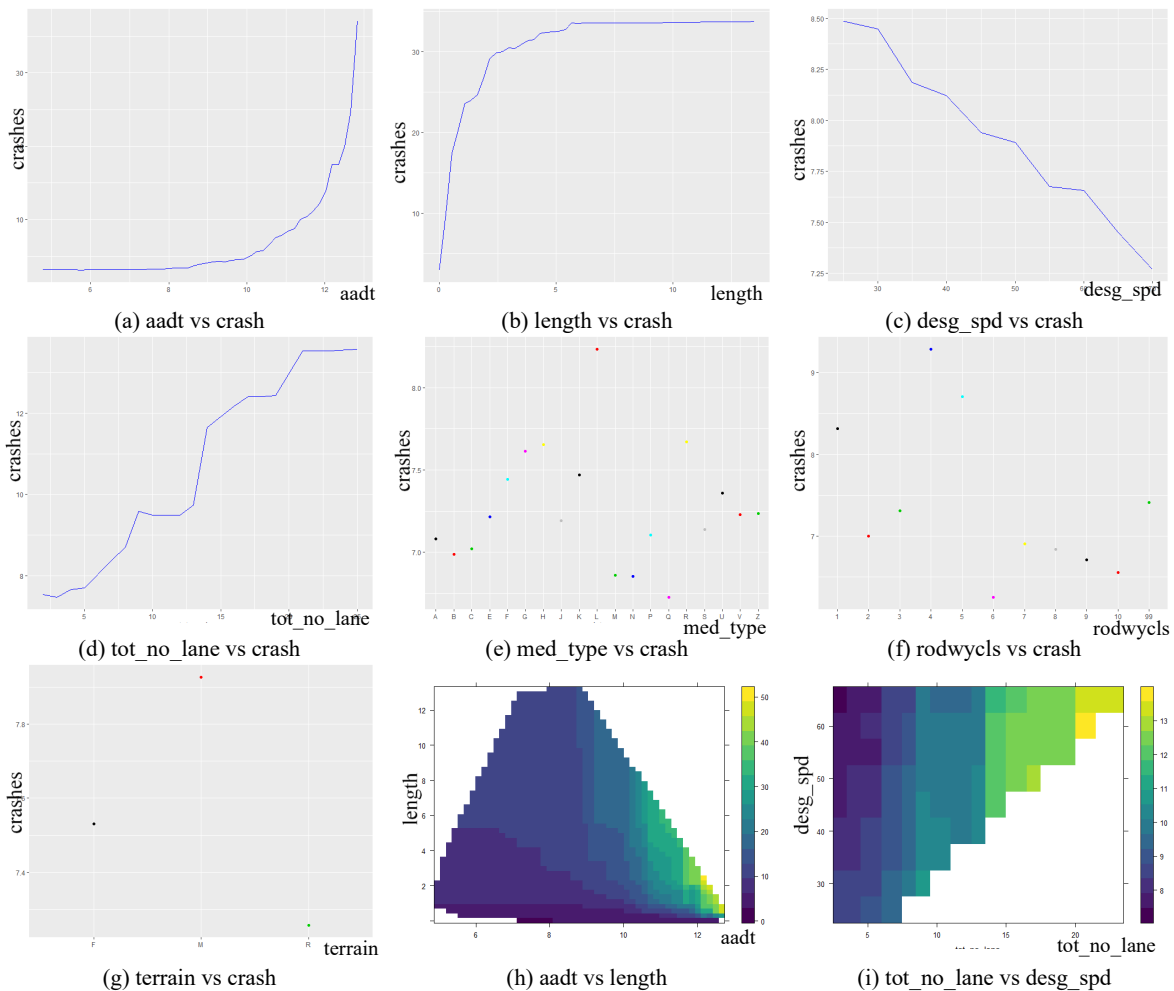 crashes
30
10
6
8
10
12
aadt
(a) aadt vs crash
crashes
30
20
10
0
5
10
length
(b) length vs crash
crashes
8.50
8.25
8.00
7.75
7.50
7.25
30
40
50
60
desg_spd
(c) desg_spd vs crash
crashes
12
10
8
5
10
15
20
tot_no_lane
(d) tot_no_lane vs crash
crashes
8.0
7.5
7.0
A B C E F G H J K L M N P Q R S U V Z
med_type
(e) med_type vs crash
crashes
9
8
7
6
1 2 3 4 5 6 7 8 9 10 99
rodwycls
(f) rodwycls vs crash
crashes
7.8
7.4
F M R
terrain
(g) terrain vs crash
length
12
10
8
6
4
2
6
8
10
12
aadt
50
40
30
20
10
0
(h) aadt vs length
desg_spd
60
50
40
30
5
10
15
20
tot_no_lane
13
12
11
10
9
8
(i) tot_no_lane vs desg_spd